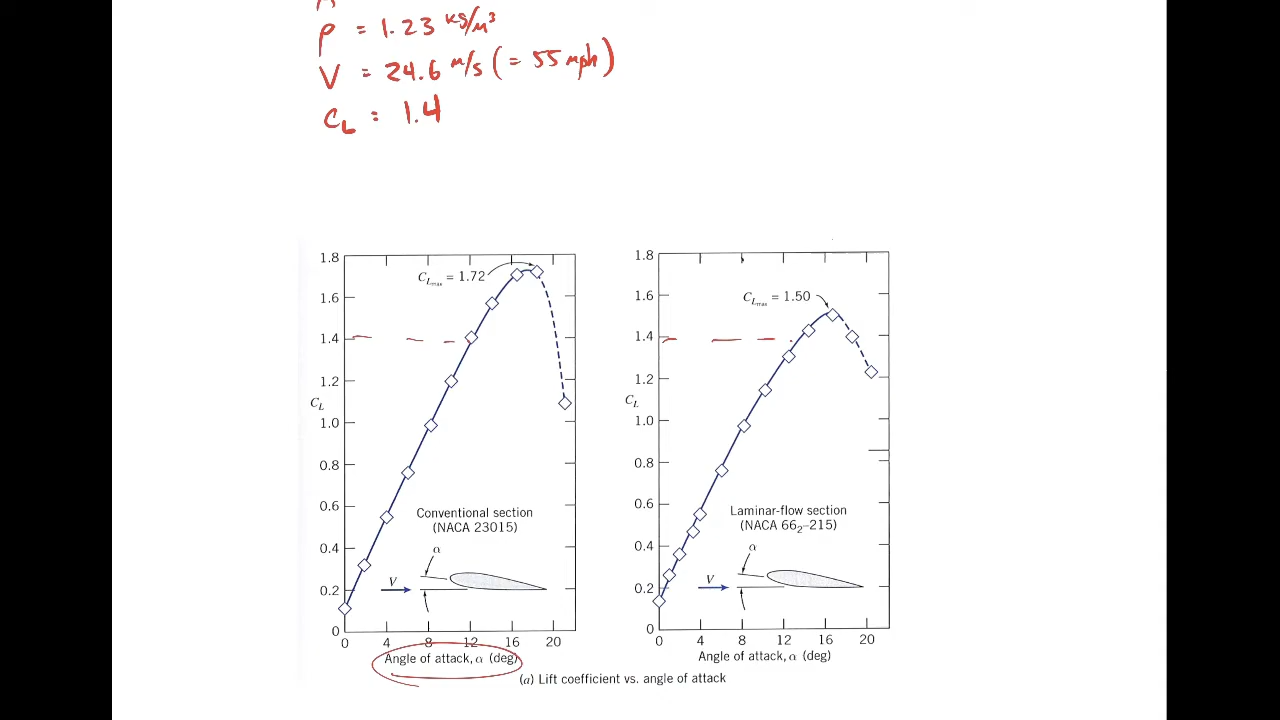 ρ = 1.23 kg/m³
V = 24.6 m/s (= 55 mph)
C_L = 1.4
1.8
1.6
1.4
1.2
1.0
0.8
0.6
0.4
0.2
0
C_L
C_Lmax = 1.72
Conventional section
(NACA 23015)
α
V
0 4 8 12 16 20
Angle of attack, α (deg)
1.8
1.6
1.4
1.2
1.0
0.8
0.6
0.4
0.2
0
C_L
C_Lmax = 1.50
Laminar-flow section
(NACA 66₂–215)
α
V
0 4 8 12 16 20
Angle of attack, α (deg)
(a) Lift coefficient vs. angle of attack